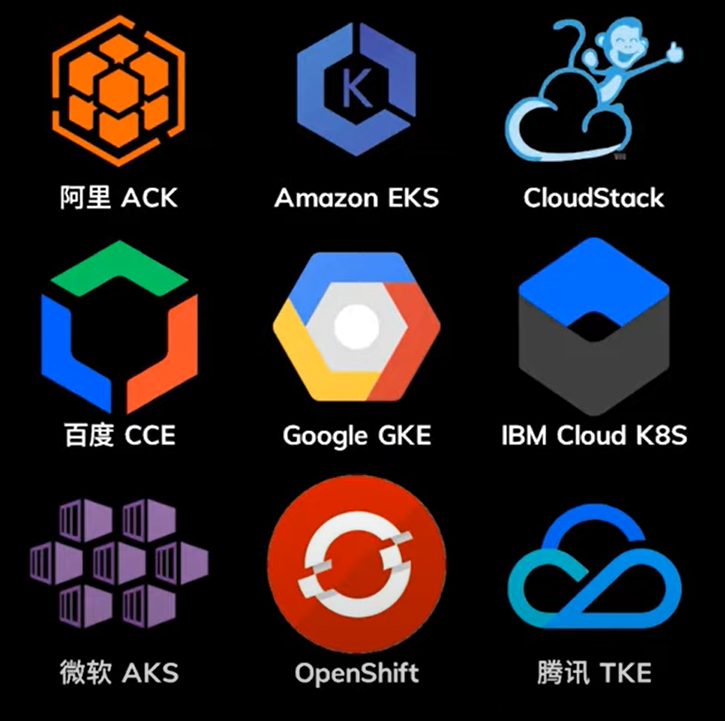 阿里 ACK
Amazon EKS
CloudStack
K
百度 CCE
Google GKE
IBM Cloud K8S
微软 AKS
OpenShift
腾讯 TKE